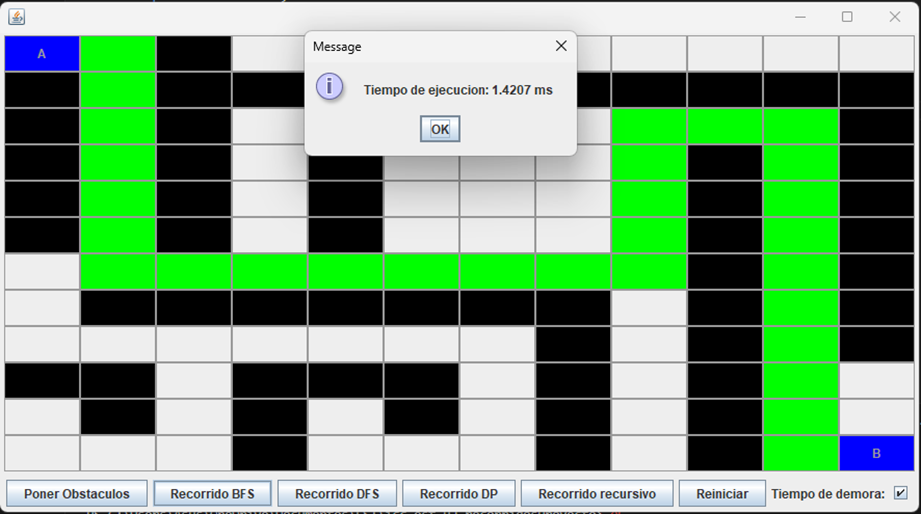 Message
A
Tiempo de ejecucion: 1.4207 ms
OK
B
Poner Obstaculos Recorrido BFS Recorrido DFS Recorrido DP Recorrido recursivo Reiniciar Tiempo de demora: